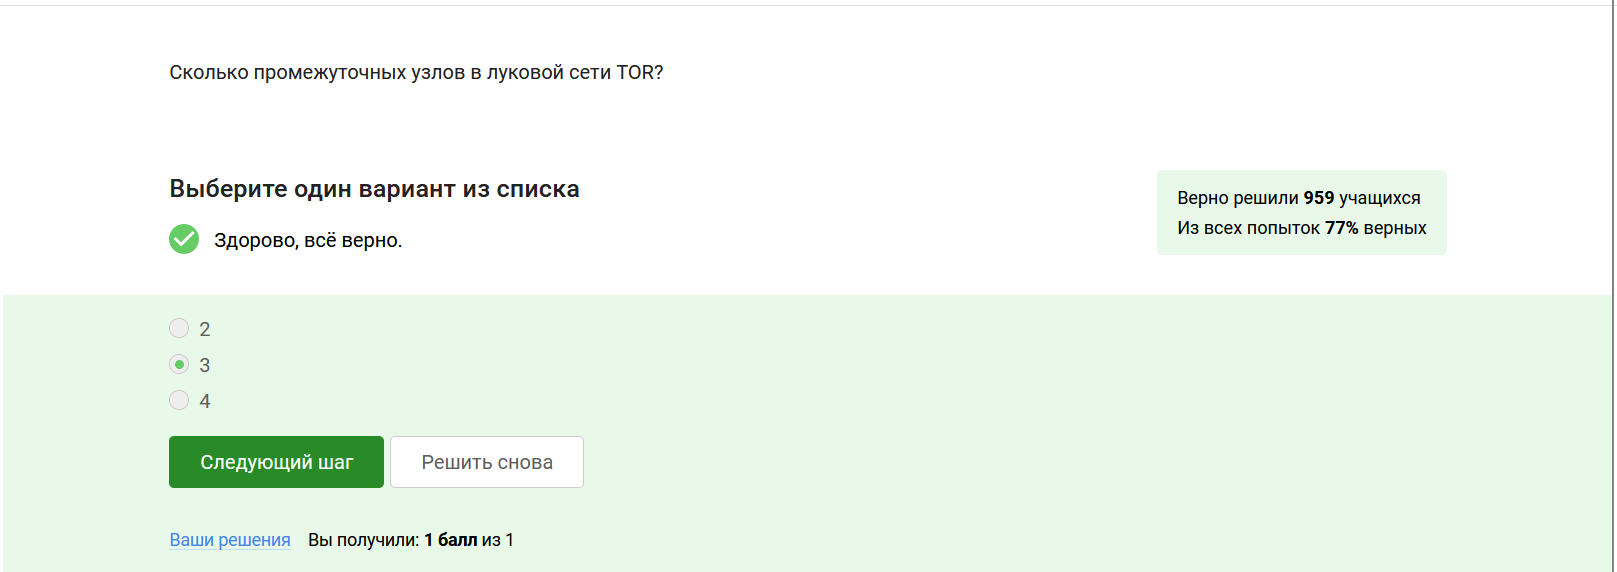 Сколько промежуточных узлов в луковой сети TOR?
Выберите один вариант из списка
Здорово, всё верно.
Верно решили 959 учащихся
Из всех попыток 77% верных
2
3
4
Следующий шаг
Решить снова
Ваши решения Вы получили: 1 балл из 1